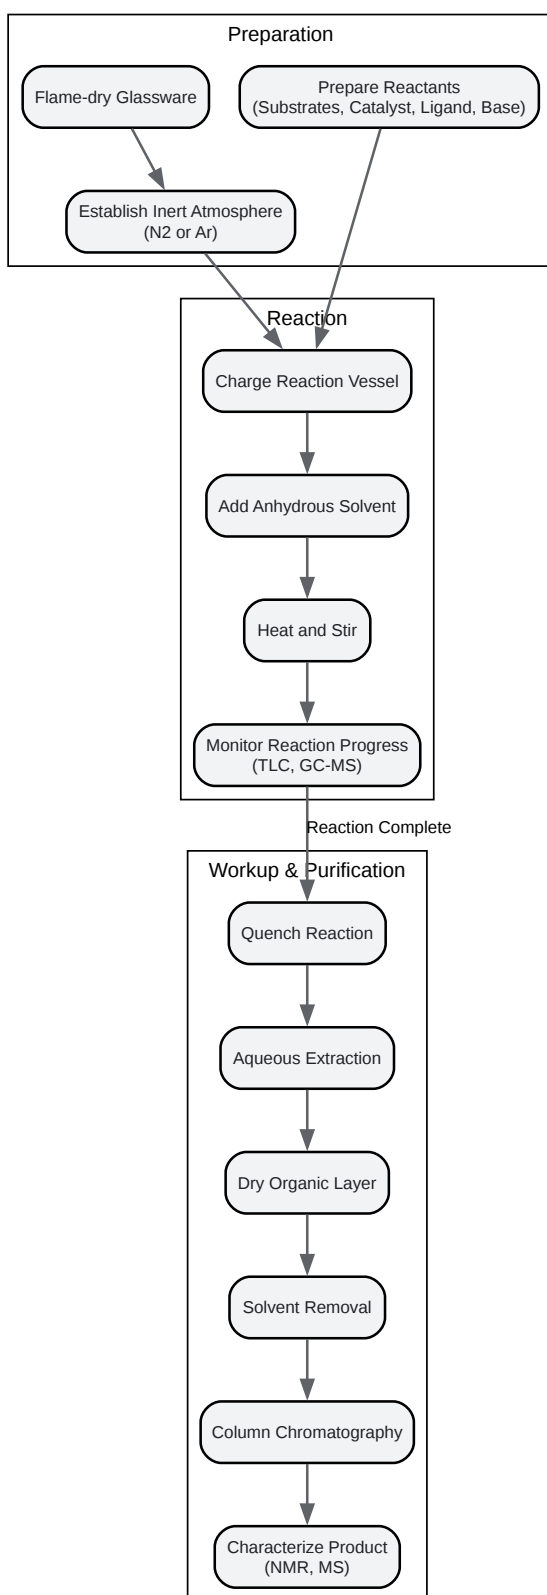 Preparation
Flame-dry Glassware
Prepare Reactants
(Substrates, Catalyst, Ligand, Base)
Establish Inert Atmosphere
(N2 or Ar)
Reaction
Charge Reaction Vessel
Add Anhydrous Solvent
Heat and Stir
Monitor Reaction Progress
(TLC, GC-MS)
Reaction Complete
Workup & Purification
Quench Reaction
Aqueous Extraction
Dry Organic Layer
Solvent Removal
Column Chromatography
Characterize Product
(NMR, MS)